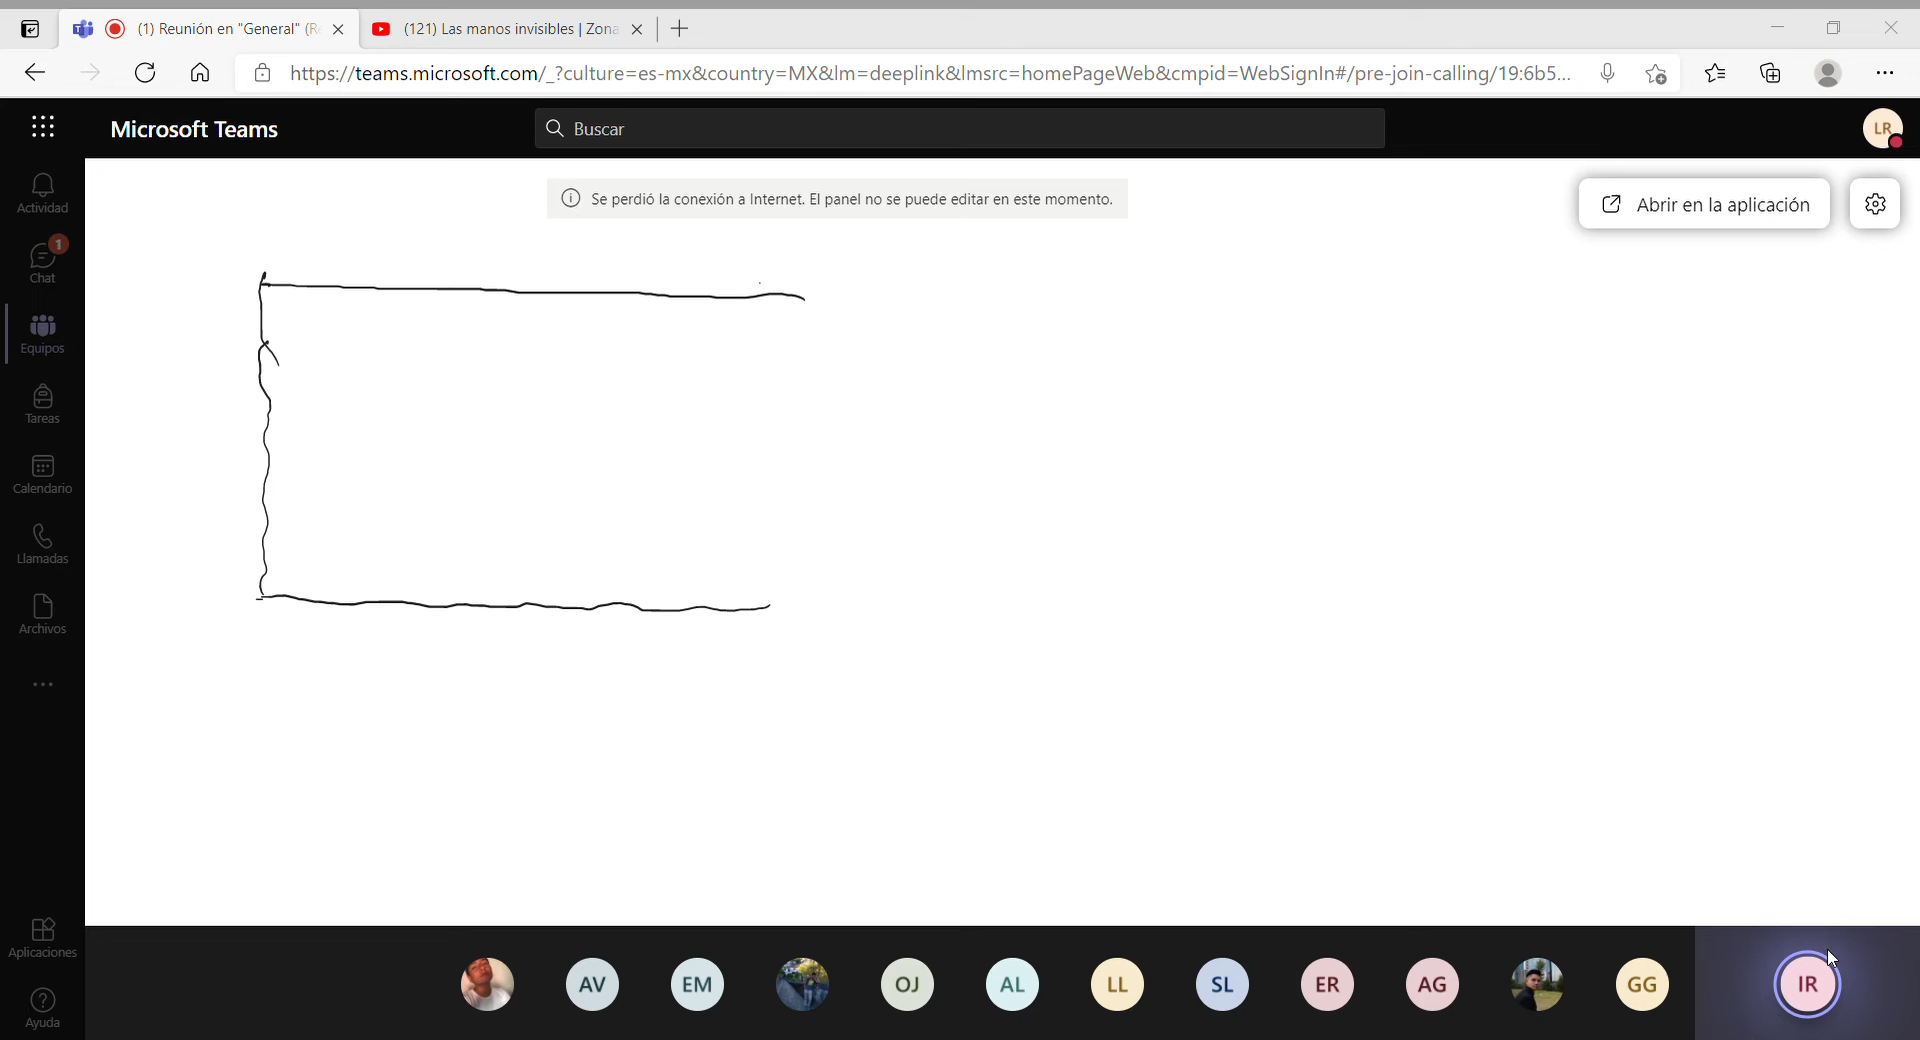 (1) Reunión en "General" (Re
(121) Las manos invisibles | Zona
https://teams.microsoft.com/_?culture=es-mx&country=MX&lm=deeplink&lmsrc=homePageWeb&cmpid=WebSignIn#/pre-join-calling/19:6b5...
Microsoft Teams
Buscar
LR
Actividad
1
Chat
Equipos
Tareas
Calendario
Llamadas
Archivos
Aplicaciones
Ayuda
Se perdió la conexión a Internet. El panel no se puede editar en este momento.
Abrir en la aplicación
AV
EM
OJ
AL
LL
SL
ER
AG
GG
IR